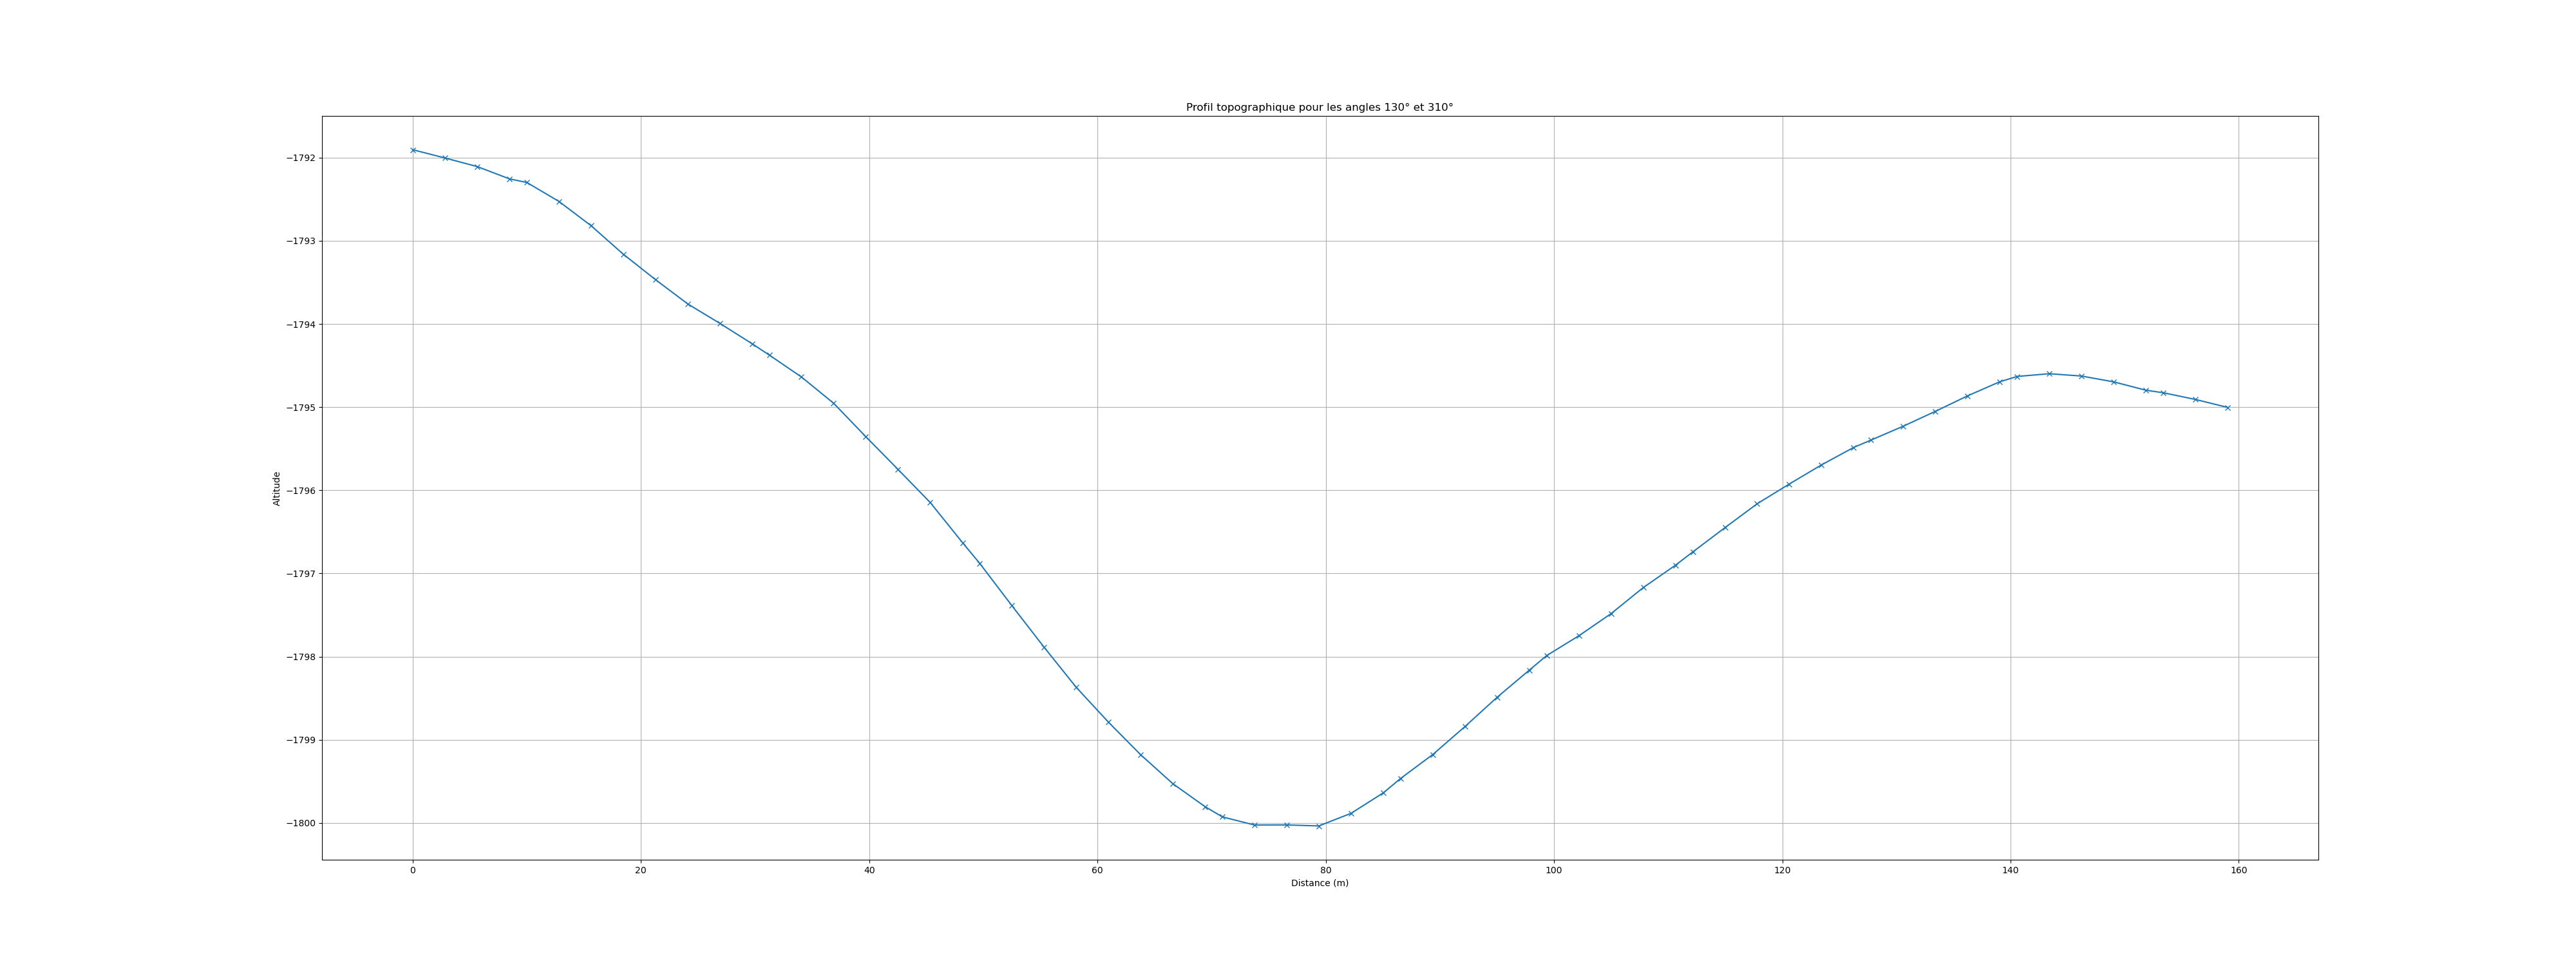 Profil topographique pour les angles 130° et 310°
Altitude
−1792
−1793
−1794
−1795
−1796
−1797
−1798
−1799
−1800
0 20 40 60 80 100 120 140 160
Distance (m)